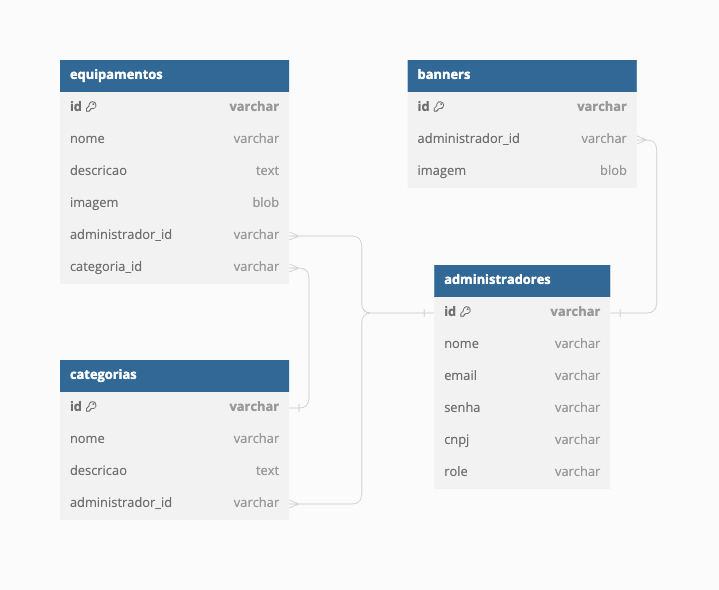 equipamentos
id varchar
nome varchar
descricao text
imagem blob
administrador_id varchar
categoria_id varchar
banners
id varchar
administrador_id varchar
imagem blob
administradores
id varchar
nome varchar
email varchar
senha varchar
cnpj varchar
role varchar
categorias
id varchar
nome varchar
descricao text
administrador_id varchar